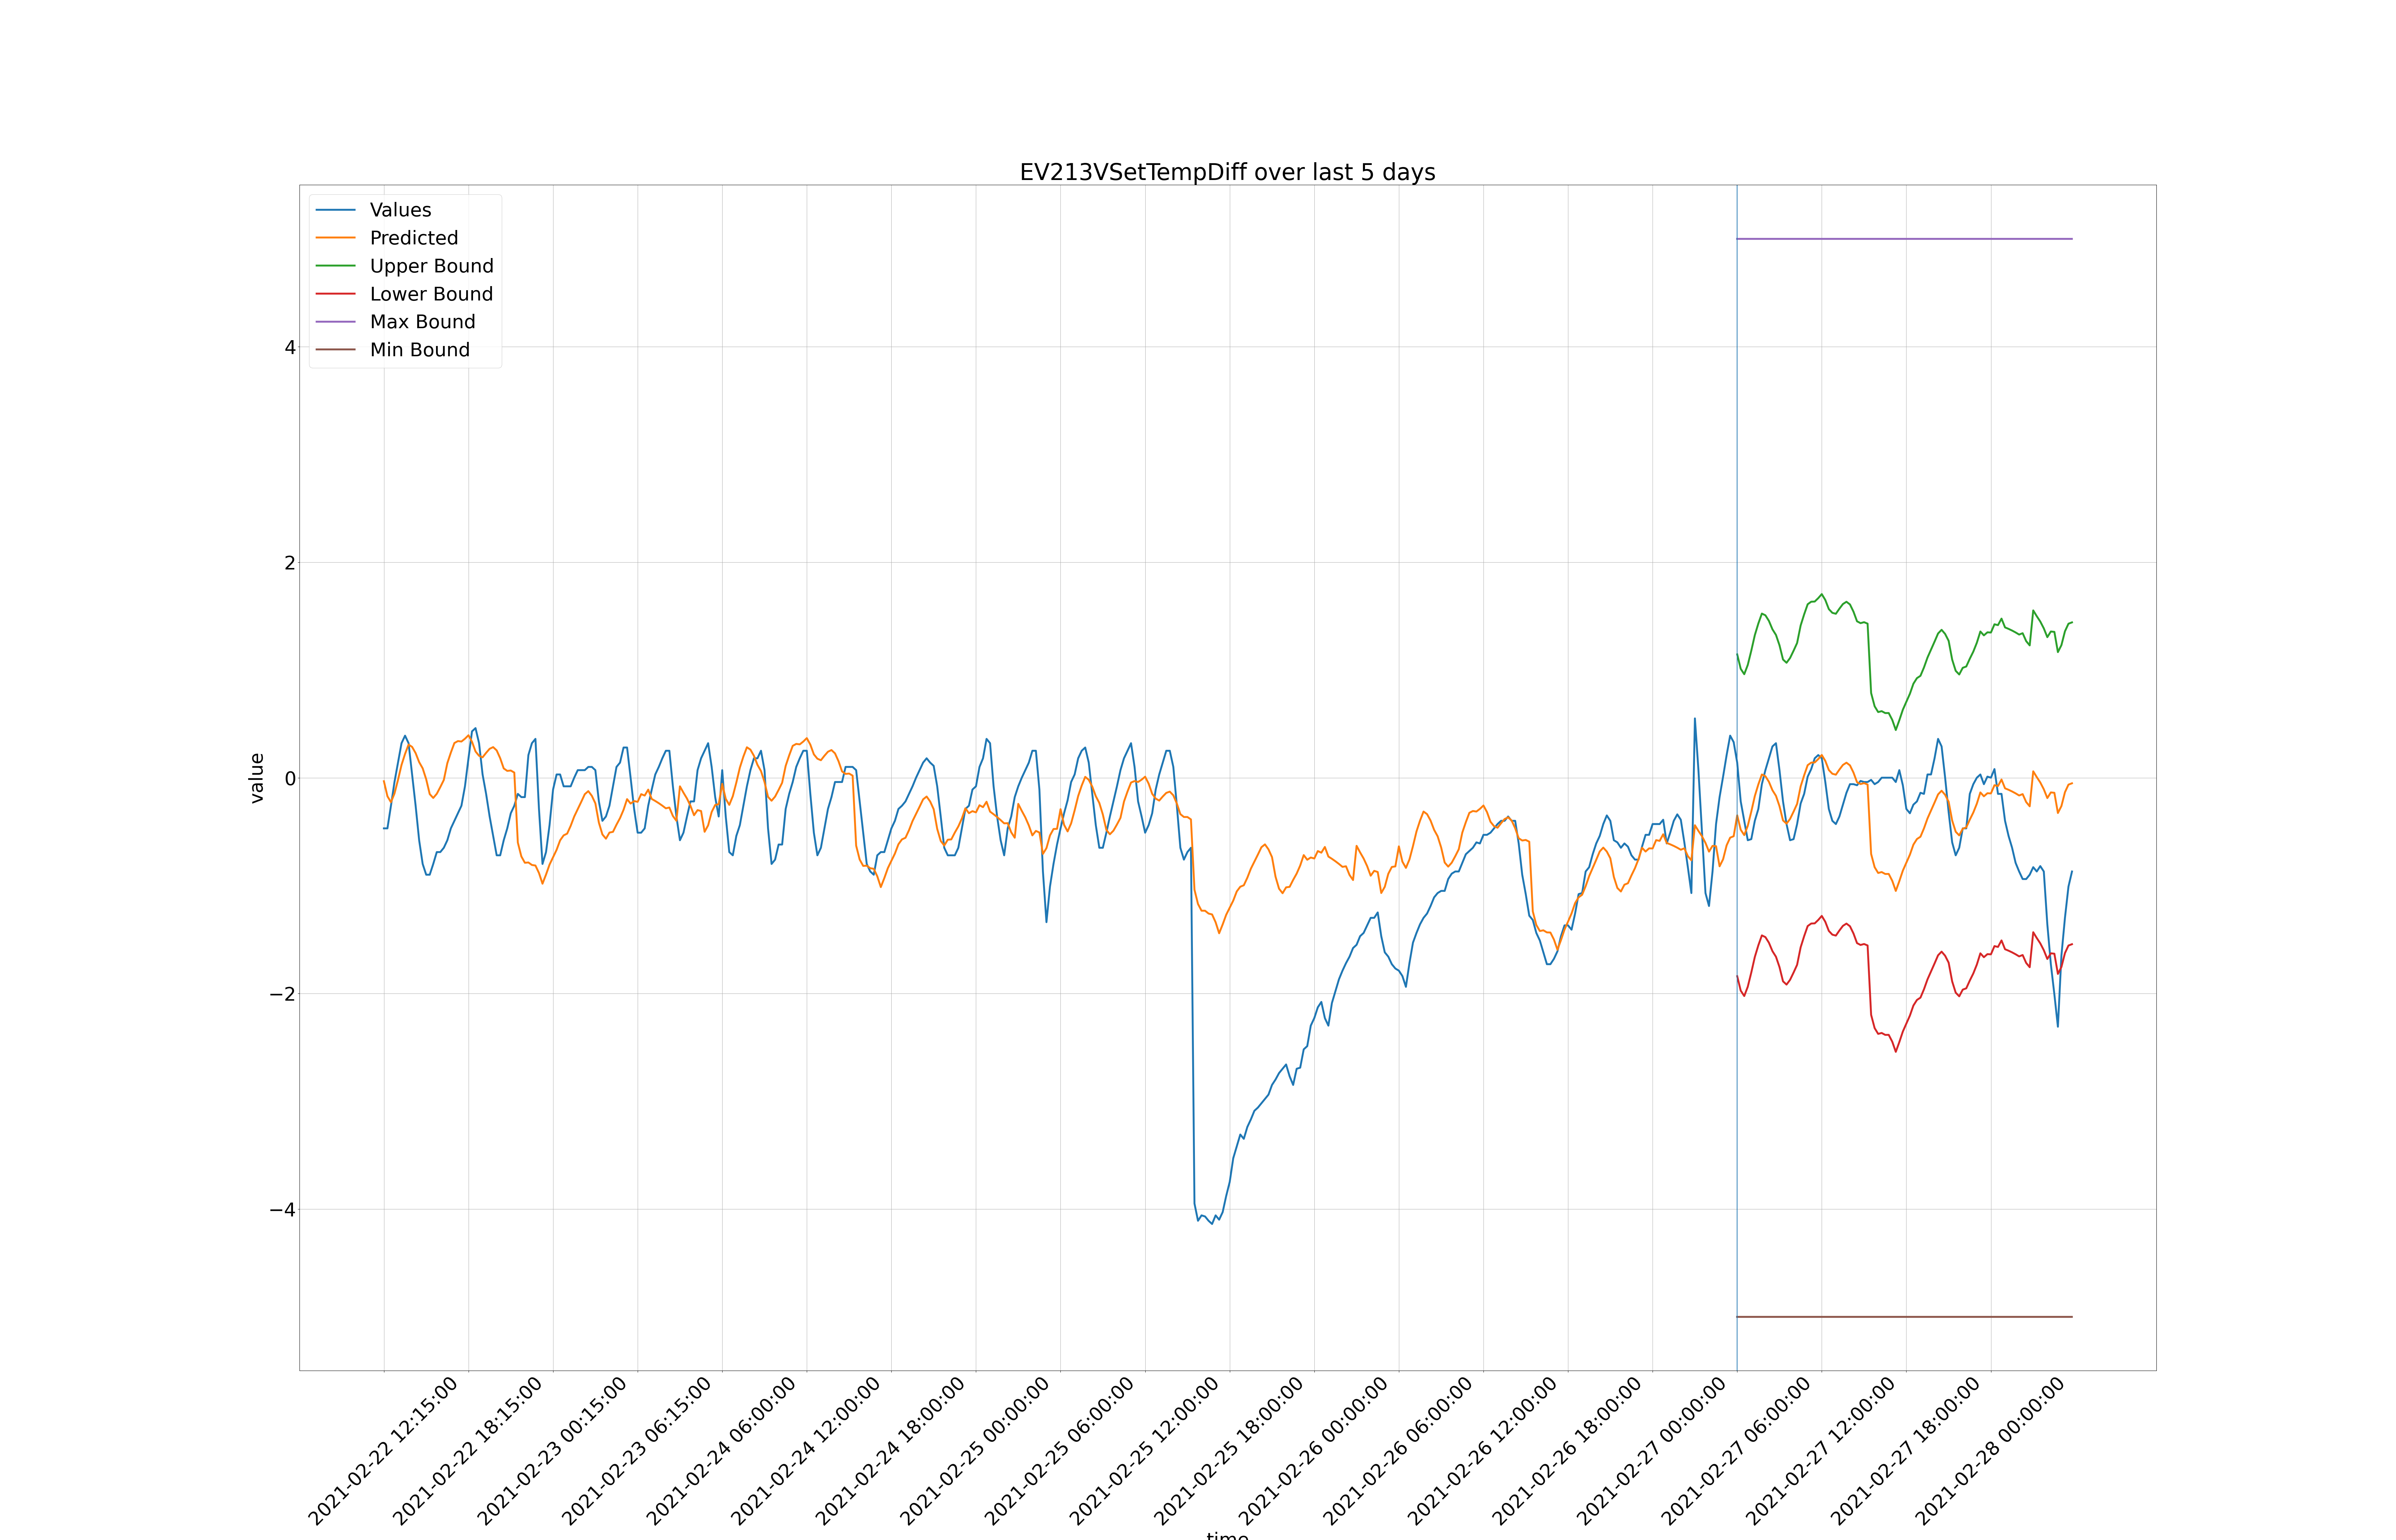 EV213VSetTempDiff over last 5 days
Values
Predicted
Upper Bound
Lower Bound
Max Bound
Min Bound
4
2
0
−2
−4
value
2021-02-22 12:15:00
2021-02-22 18:15:00
2021-02-23 00:15:00
2021-02-23 06:15:00
2021-02-24 06:00:00
2021-02-24 12:00:00
2021-02-24 18:00:00
2021-02-25 00:00:00
2021-02-25 06:00:00
2021-02-25 12:00:00
2021-02-25 18:00:00
2021-02-26 00:00:00
2021-02-26 06:00:00
2021-02-26 12:00:00
2021-02-26 18:00:00
2021-02-27 00:00:00
2021-02-27 06:00:00
2021-02-27 12:00:00
2021-02-27 18:00:00
2021-02-28 00:00:00
time